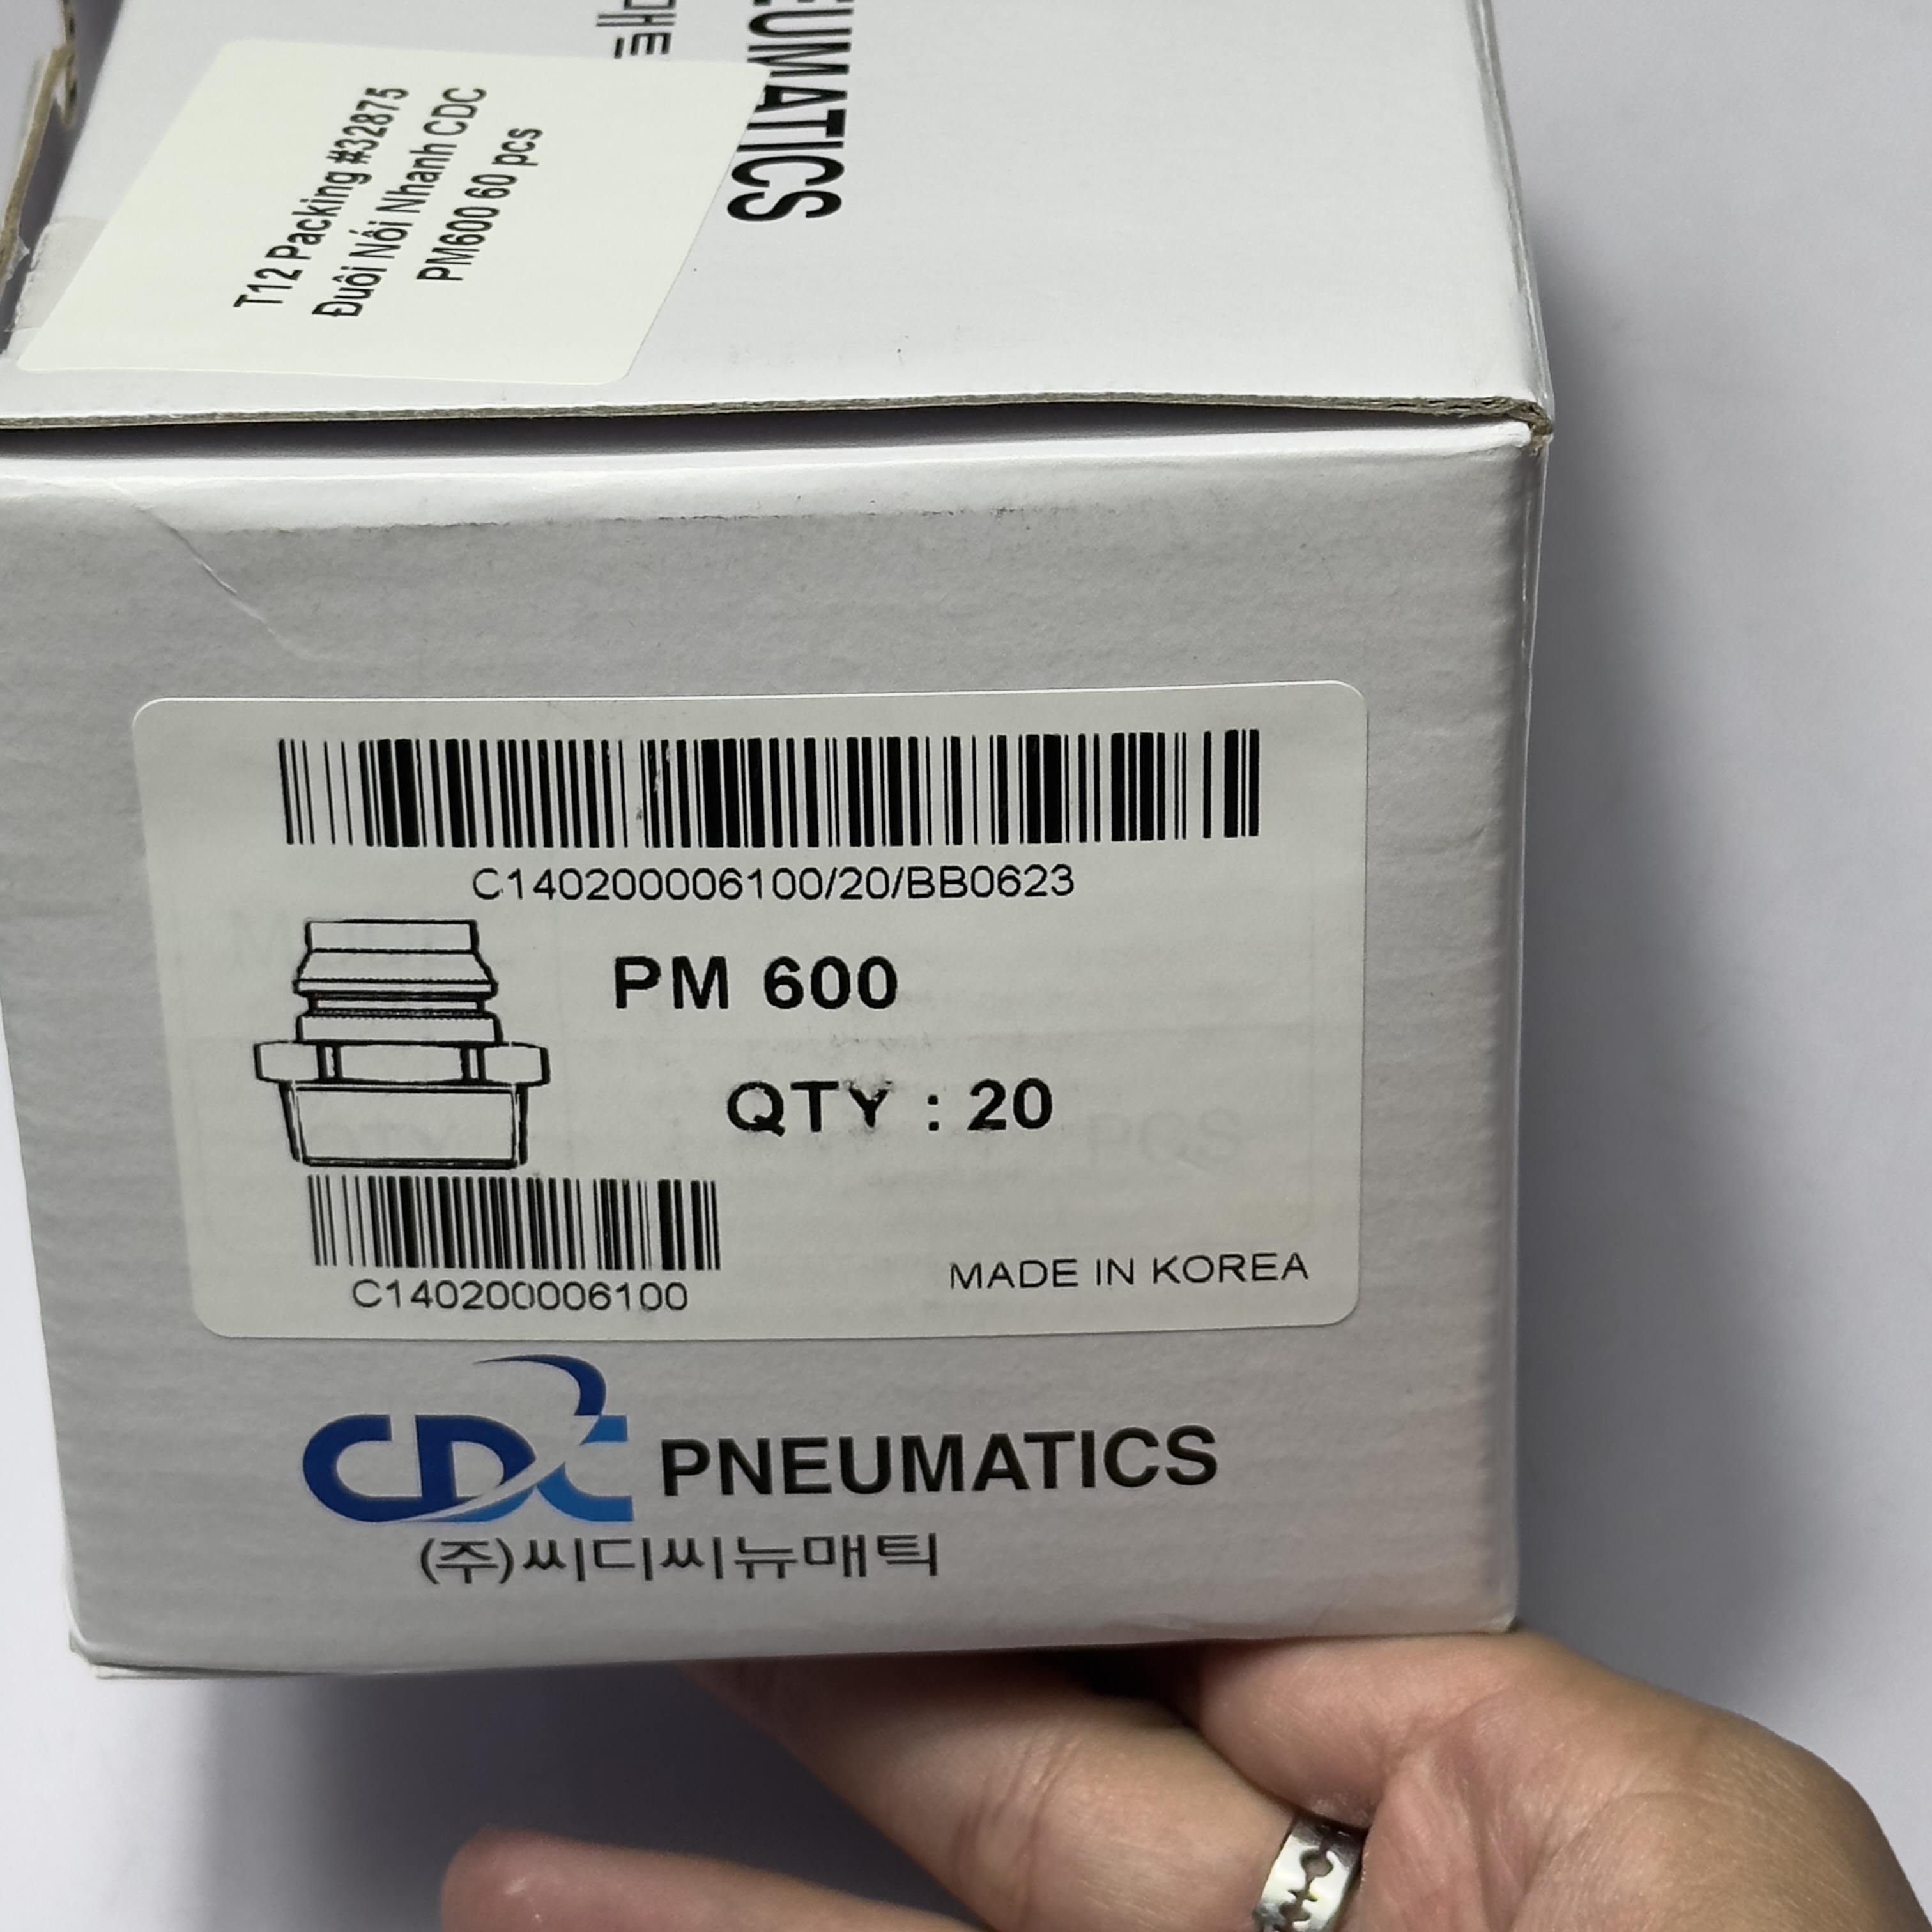 T12 Packing #32875
Đuôi Nối Nhanh CDC
PM600 60 pcs
C140200006100/20/BB0623
PM 600
QTY : 20
C140200006100
MADE IN KOREA
CDC PNEUMATICS
(주)씨디씨뉴매틱